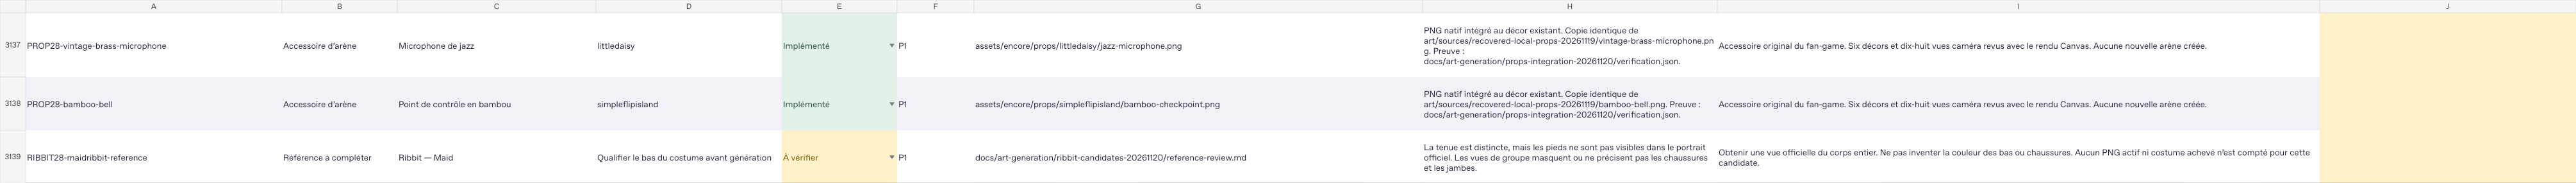 A B C D E F G H I J
3137 PROP28-vintage-brass-microphone Accessoire d'arène Microphone de jazz littledaisy Implémenté P1 assets/encore/props/littledaisy/jazz-microphone.png
PNG natif intégré au décor existant. Copie identique de
art/sources/recovered-local-props-20261119/vintage-brass-microphone.pn
g. Preuve :
docs/art-generation/props-integration-20261120/verification.json.
Accessoire original du fan-game. Six décors et dix-huit vues caméra revus avec le rendu Canvas. Aucune nouvelle arène créée.
3138 PROP28-bamboo-bell Accessoire d'arène Point de contrôle en bambou simpleflipisland Implémenté P1 assets/encore/props/simpleflipisland/bamboo-checkpoint.png
PNG natif intégré au décor existant. Copie identique de
art/sources/recovered-local-props-20261119/bamboo-bell.png. Preuve :
docs/art-generation/props-integration-20261120/verification.json.
Accessoire original du fan-game. Six décors et dix-huit vues caméra revus avec le rendu Canvas. Aucune nouvelle arène créée.
3139 RIBBIT28-maidribbit-reference Référence à compléter Ribbit — Maid Qualifier le bas du costume avant génération À vérifier P1 docs/art-generation/ribbit-candidates-20261120/reference-review.md
La tenue est distincte, mais les pieds ne sont pas visibles dans le portrait
officiel. Les vues de groupe masquent ou ne précisent pas les chaussures
et les jambes.
Obtenir une vue officielle du corps entier. Ne pas inventer la couleur des bas ou chaussures. Aucun PNG actif ni costume achevé n'est compté pour cette
candidate.